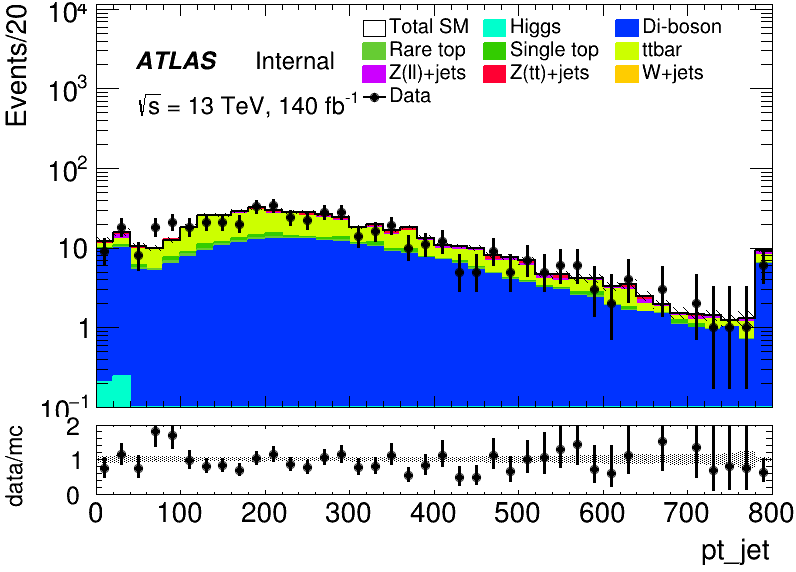 Events/20
10⁴
10³
10²
10
1
10⁻¹
ATLAS Internal
√s = 13 TeV, 140 fb⁻¹
Total SM Higgs Di-boson
Rare top Single top ttbar
Z(ll)+jets Z(tt)+jets W+jets
Data
data/mc
2
1
0
0 100 200 300 400 500 600 700 800
pt_jet